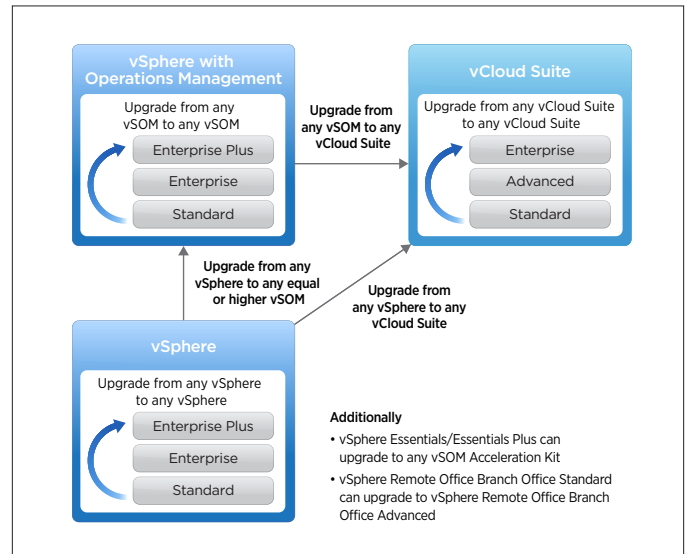 vSphere with
Operations Management
Upgrade from any
vSOM to any vSOM
Enterprise Plus
Enterprise
Standard
Upgrade from
any vSOM to any
vCloud Suite
vCloud Suite
Upgrade from any vCloud Suite
to any vCloud Suite
Enterprise
Advanced
Standard
Upgrade from any
vSphere to any equal
or higher vSOM
Upgrade from
any vSphere to any
vCloud Suite
vSphere
Upgrade from any vSphere
to any vSphere
Enterprise Plus
Enterprise
Standard
Additionally
• vSphere Essentials/Essentials Plus can
upgrade to any vSOM Acceleration Kit
• vSphere Remote Office Branch Office Standard
can upgrade to vSphere Remote Office Branch
Office Advanced